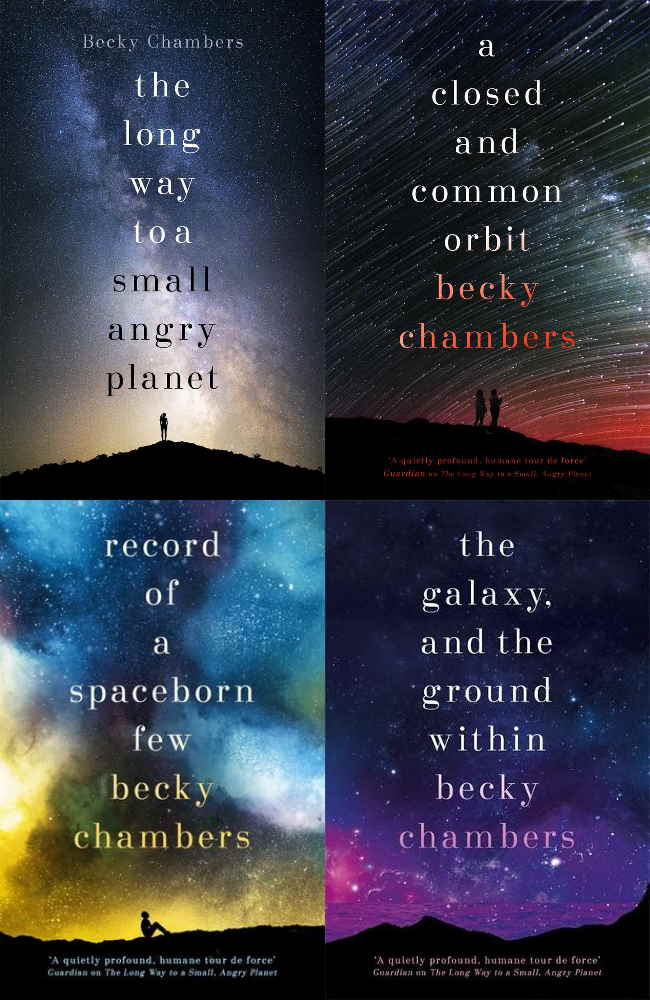 Becky Chambers
the
long
way
to a
small
angry
planet
a
closed
and
common
orbit
becky
chambers
'A quietly profound, humane tour de force'
Guardian on The Long Way to a Small, Angry Planet
record
of
a
spaceborn
few
becky
chambers
'A quietly profound, humane tour de force'
Guardian on The Long Way to a Small, Angry Planet
the
galaxy,
and the
ground
within
becky
chambers
'A quietly profound, humane tour de force'
Guardian on The Long Way to a Small, Angry Planet